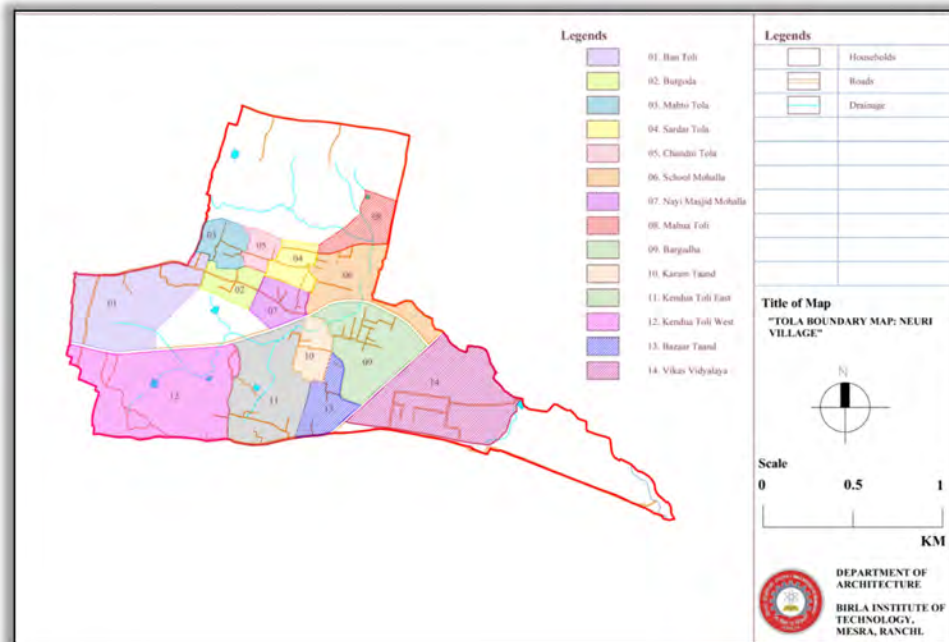 Legends
01. Ban Toli
02. Butgoda
03. Mahto Tola
04. Sardar Tola
05. Chandni Tola
06. School Mohalla
07. Nayi Masjid Mohalla
08. Mahua Toli
09. Bargadha
10. Karam Taand
11. Kendua Toli East
12. Kendua Toli West
13. Bazaar Taand
14. Vikas Vidyalaya
Legends
Households
Roads
Drainage
Title of Map
"TOLA BOUNDARY MAP: NEURI
VILLAGE"
N
Scale
0 0.5 1
KM
DEPARTMENT OF
ARCHITECTURE
BIRLA INSTITUTE OF
TECHNOLOGY,
MESRA, RANCHI.
08
03
05
04
06
02
01
07
10
09
12
11
13
14